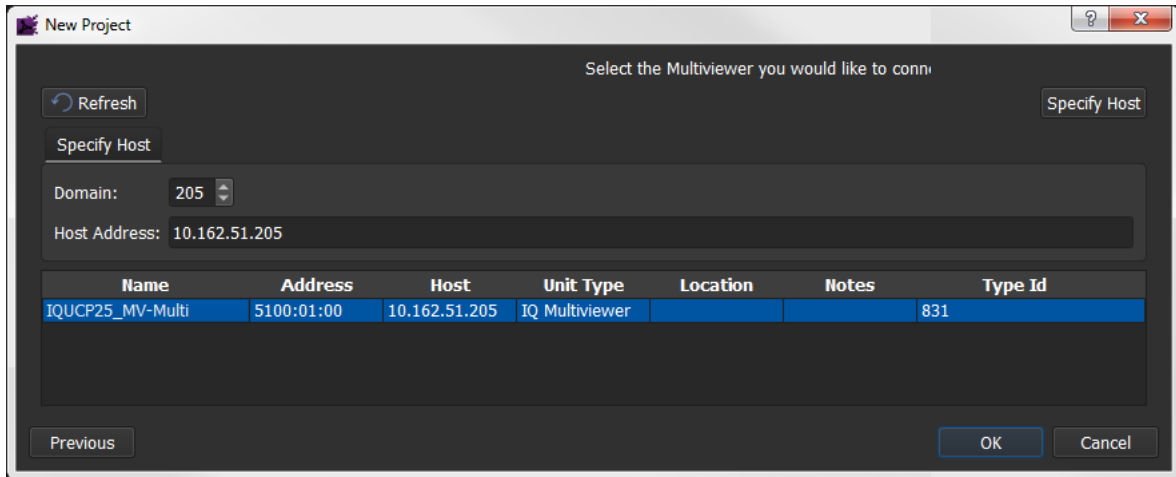 New Project
Select the Multiviewer you would like to conn
Refresh
Specify Host
Specify Host
Domain: 205
Host Address: 10.162.51.205
Name Address Host Unit Type Location Notes Type Id
IQUCP25_MV-Multi 5100:01:00 10.162.51.205 IQ Multiviewer 831
Previous OK Cancel